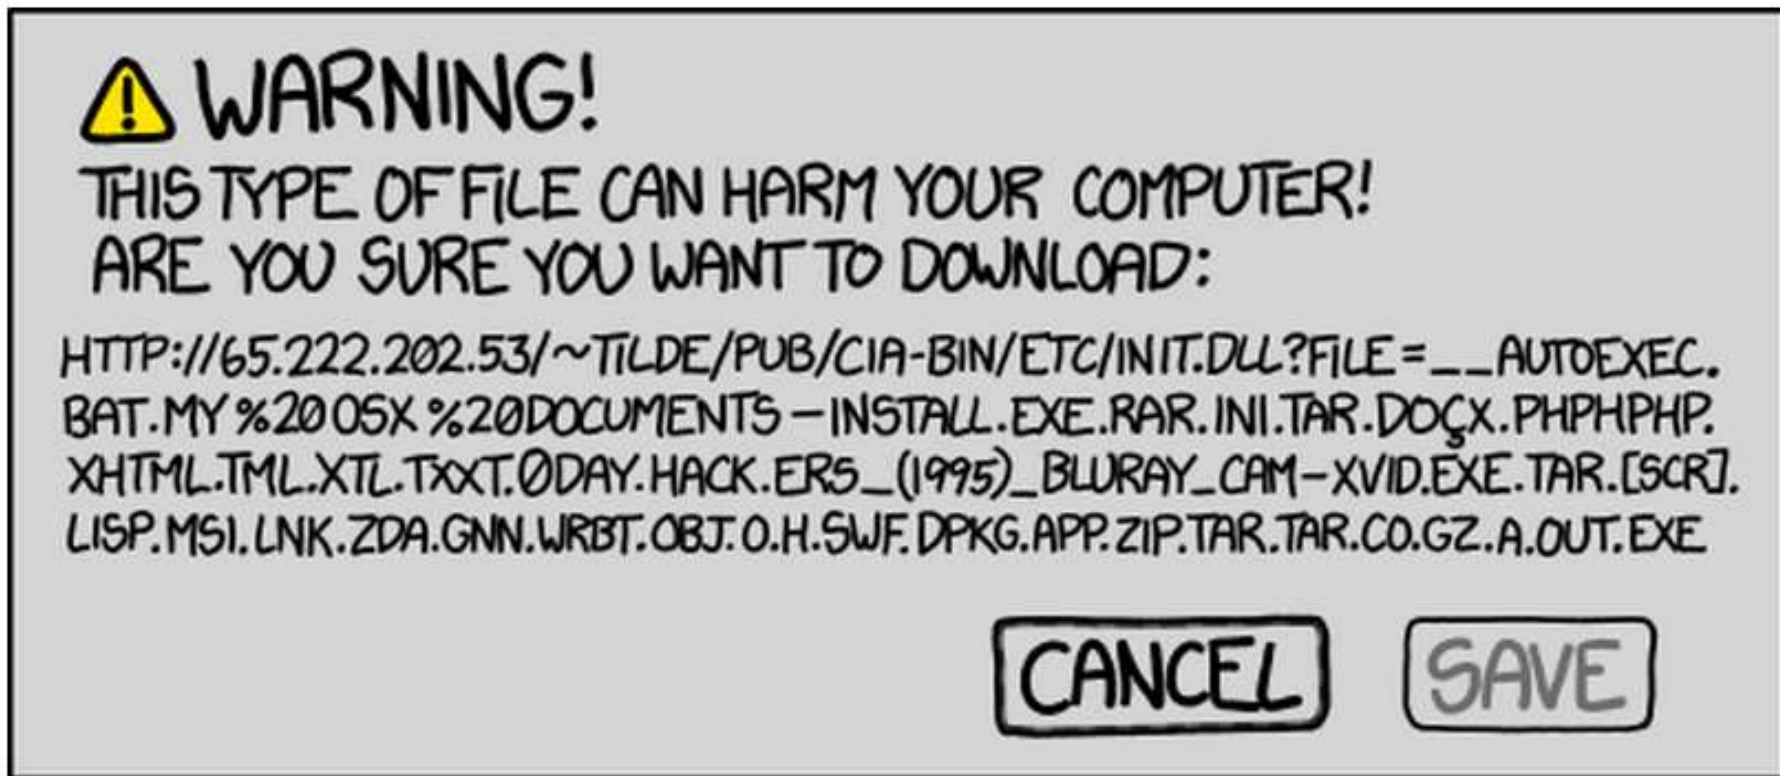 WARNING!
THIS TYPE OF FILE CAN HARM YOUR COMPUTER!
ARE YOU SURE YOU WANT TO DOWNLOAD:
HTTP://65.222.202.53/~TILDE/PUB/CIA-BIN/ETC/INIT.DLL?FILE=__AUTOEXEC.
BAT.MY%20OSX%20DOCUMENTS-INSTALL.EXE.RAR.INI.TAR.DOÇX.PHPHPHP.
XHTML.TML.XTL.TXXT.0DAY.HACK.ERS_(1995)_BLURAY_CAM-XVID.EXE.TAR.[SCR].
LISP.MSI.LNK.ZDA.GNN.WRBT.OBJ.O.H.SWF.DPKG.APP.ZIP.TAR.TAR.CO.GZ.A.OUT.EXE
CANCEL SAVE